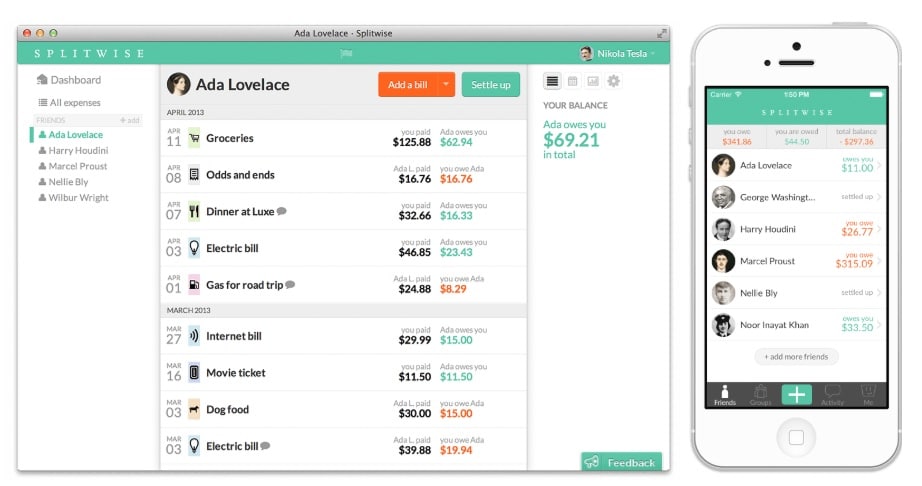 Ada Lovelace · Splitwise
SPLITWISE
Nikola Tesla
Dashboard
All expenses
FRIENDS + add
Ada Lovelace
Harry Houdini
Marcel Proust
Nellie Bly
Wilbur Wright
Ada Lovelace
Add a bill
Settle up
APRIL 2013
APR 11 Groceries you paid $125.88 Ada owes you $62.94
APR 08 Odds and ends Ada L. paid $16.76 you owe Ada $16.76
APR 07 Dinner at Luxe you paid $32.66 Ada owes you $16.33
APR 03 Electric bill you paid $46.85 Ada owes you $23.43
APR 01 Gas for road trip Ada L. paid $24.88 you owe Ada $8.29
MARCH 2013
MAR 27 Internet bill you paid $29.99 Ada owes you $15.00
MAR 16 Movie ticket you paid $11.50 Ada owes you $11.50
MAR 03 Dog food Ada L. paid $30.00 you owe Ada $15.00
MAR 03 Electric bill Ada L. paid $39.88 you owe Ada $19.94
YOUR BALANCE
Ada owes you
$69.21
in total
Feedback
Carrier 1:50 PM
SPLITWISE
you owe you are owed total balance
$341.86 $44.50 - $297.36
Ada Lovelace owes you $11.00
George Washingt... settled up
Harry Houdini you owe $26.77
Marcel Proust you owe $315.09
Nellie Bly settled up
Noor Inayat Khan owes you $33.50
+ add more friends
Friends Groups Activity Me